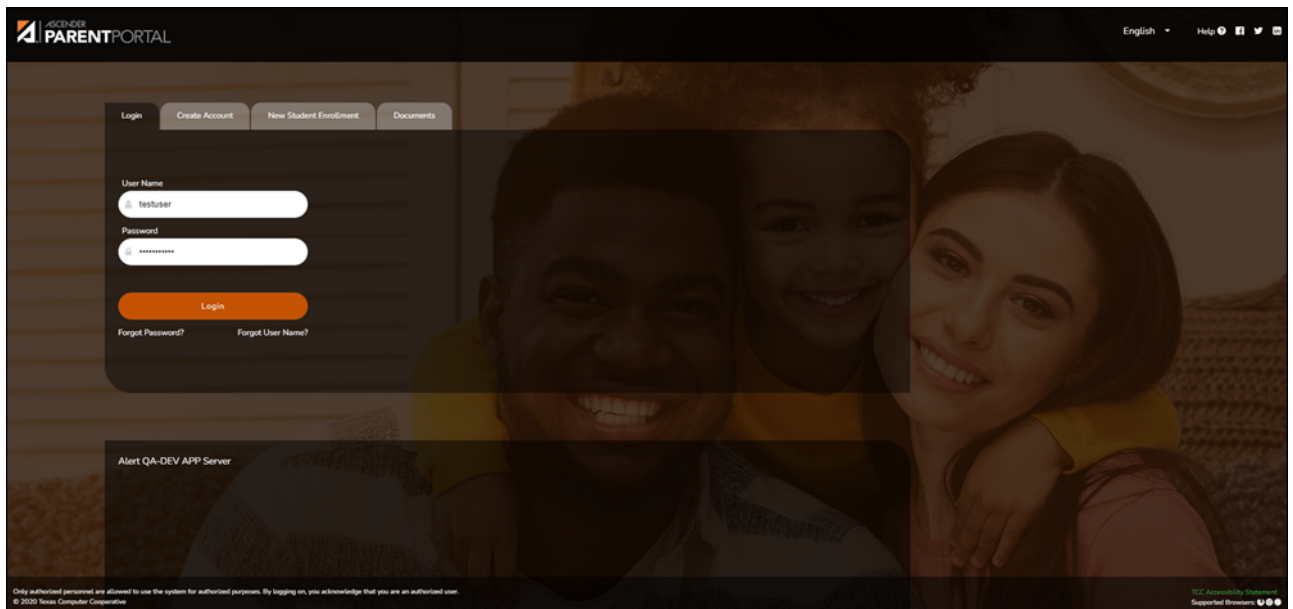 ASCENDER
PARENTPORTAL
English
Help
Login
Create Account
New Student Enrollment
Documents
User Name
testuser
Password
Login
Forgot Password?
Forgot User Name?
Alert QA-DEV APP Server
Only authorized personnel are allowed to use the system for authorized purposes. By logging on, you acknowledge that you are an authorized user.
© 2020 Texas Computer Cooperative
TCC Accessibility Statement
Supported Browsers: